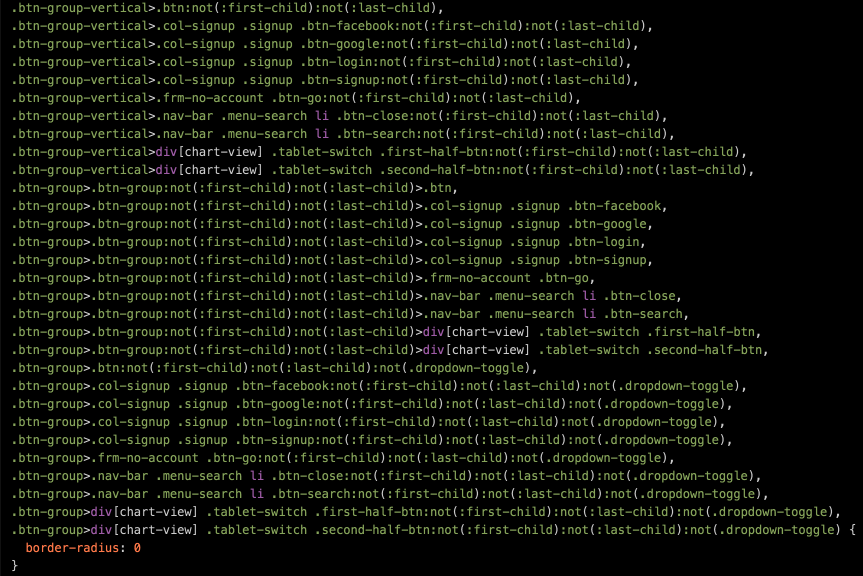 .btn-group-vertical>.btn:not(:first-child):not(:last-child),
.btn-group-vertical>.col-signup .signup .btn-facebook:not(:first-child):not(:last-child),
.btn-group-vertical>.col-signup .signup .btn-google:not(:first-child):not(:last-child),
.btn-group-vertical>.col-signup .signup .btn-login:not(:first-child):not(:last-child),
.btn-group-vertical>.col-signup .signup .btn-signup:not(:first-child):not(:last-child),
.btn-group-vertical>.frm-no-account .btn-go:not(:first-child):not(:last-child),
.btn-group-vertical>.nav-bar .menu-search li .btn-close:not(:first-child):not(:last-child),
.btn-group-vertical>.nav-bar .menu-search li .btn-search:not(:first-child):not(:last-child),
.btn-group-vertical>div[chart-view] .tablet-switch .first-half-btn:not(:first-child):not(:last-child),
.btn-group-vertical>div[chart-view] .tablet-switch .second-half-btn:not(:first-child):not(:last-child),
.btn-group>.btn-group:not(:first-child):not(:last-child)>.btn,
.btn-group>.btn-group:not(:first-child):not(:last-child)>.col-signup .signup .btn-facebook,
.btn-group>.btn-group:not(:first-child):not(:last-child)>.col-signup .signup .btn-google,
.btn-group>.btn-group:not(:first-child):not(:last-child)>.col-signup .signup .btn-login,
.btn-group>.btn-group:not(:first-child):not(:last-child)>.col-signup .signup .btn-signup,
.btn-group>.btn-group:not(:first-child):not(:last-child)>.frm-no-account .btn-go,
.btn-group>.btn-group:not(:first-child):not(:last-child)>.nav-bar .menu-search li .btn-close,
.btn-group>.btn-group:not(:first-child):not(:last-child)>.nav-bar .menu-search li .btn-search,
.btn-group>.btn-group:not(:first-child):not(:last-child)>div[chart-view] .tablet-switch .first-half-btn,
.btn-group>.btn-group:not(:first-child):not(:last-child)>div[chart-view] .tablet-switch .second-half-btn,
.btn-group>.btn:not(:first-child):not(:last-child):not(.dropdown-toggle),
.btn-group>.col-signup .signup .btn-facebook:not(:first-child):not(:last-child):not(.dropdown-toggle),
.btn-group>.col-signup .signup .btn-google:not(:first-child):not(:last-child):not(.dropdown-toggle),
.btn-group>.col-signup .signup .btn-login:not(:first-child):not(:last-child):not(.dropdown-toggle),
.btn-group>.col-signup .signup .btn-signup:not(:first-child):not(:last-child):not(.dropdown-toggle),
.btn-group>.frm-no-account .btn-go:not(:first-child):not(:last-child):not(.dropdown-toggle),
.btn-group>.nav-bar .menu-search li .btn-close:not(:first-child):not(:last-child):not(.dropdown-toggle),
.btn-group>.nav-bar .menu-search li .btn-search:not(:first-child):not(:last-child):not(.dropdown-toggle),
.btn-group>div[chart-view] .tablet-switch .first-half-btn:not(:first-child):not(:last-child):not(.dropdown-toggle),
.btn-group>div[chart-view] .tablet-switch .second-half-btn:not(:first-child):not(:last-child):not(.dropdown-toggle) {
  border-radius: 0
}